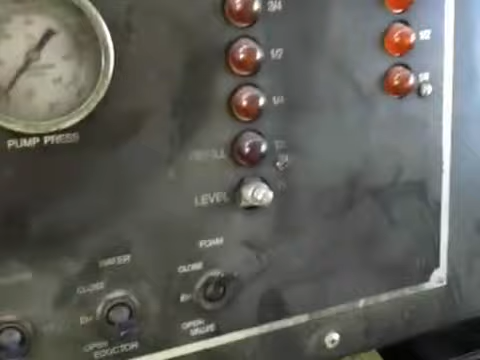 3/4
1/2
1/2
1/4
1/4
PUMP PRESS
REFILL
LEVEL
FOAM
WATER
CLOSE
CLOSE
OPEN
VALVE
OPEN
EDUCTOR